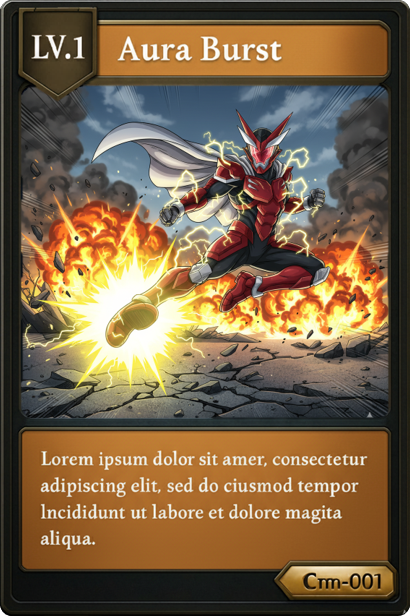 LV.1
Aura Burst
Lorem ipsum dolor sit amer, consectetur
adipiscing elit, sed do ciusmod tempor
lncididunt ut labore et dolore magita
aliqua.
Crm-001